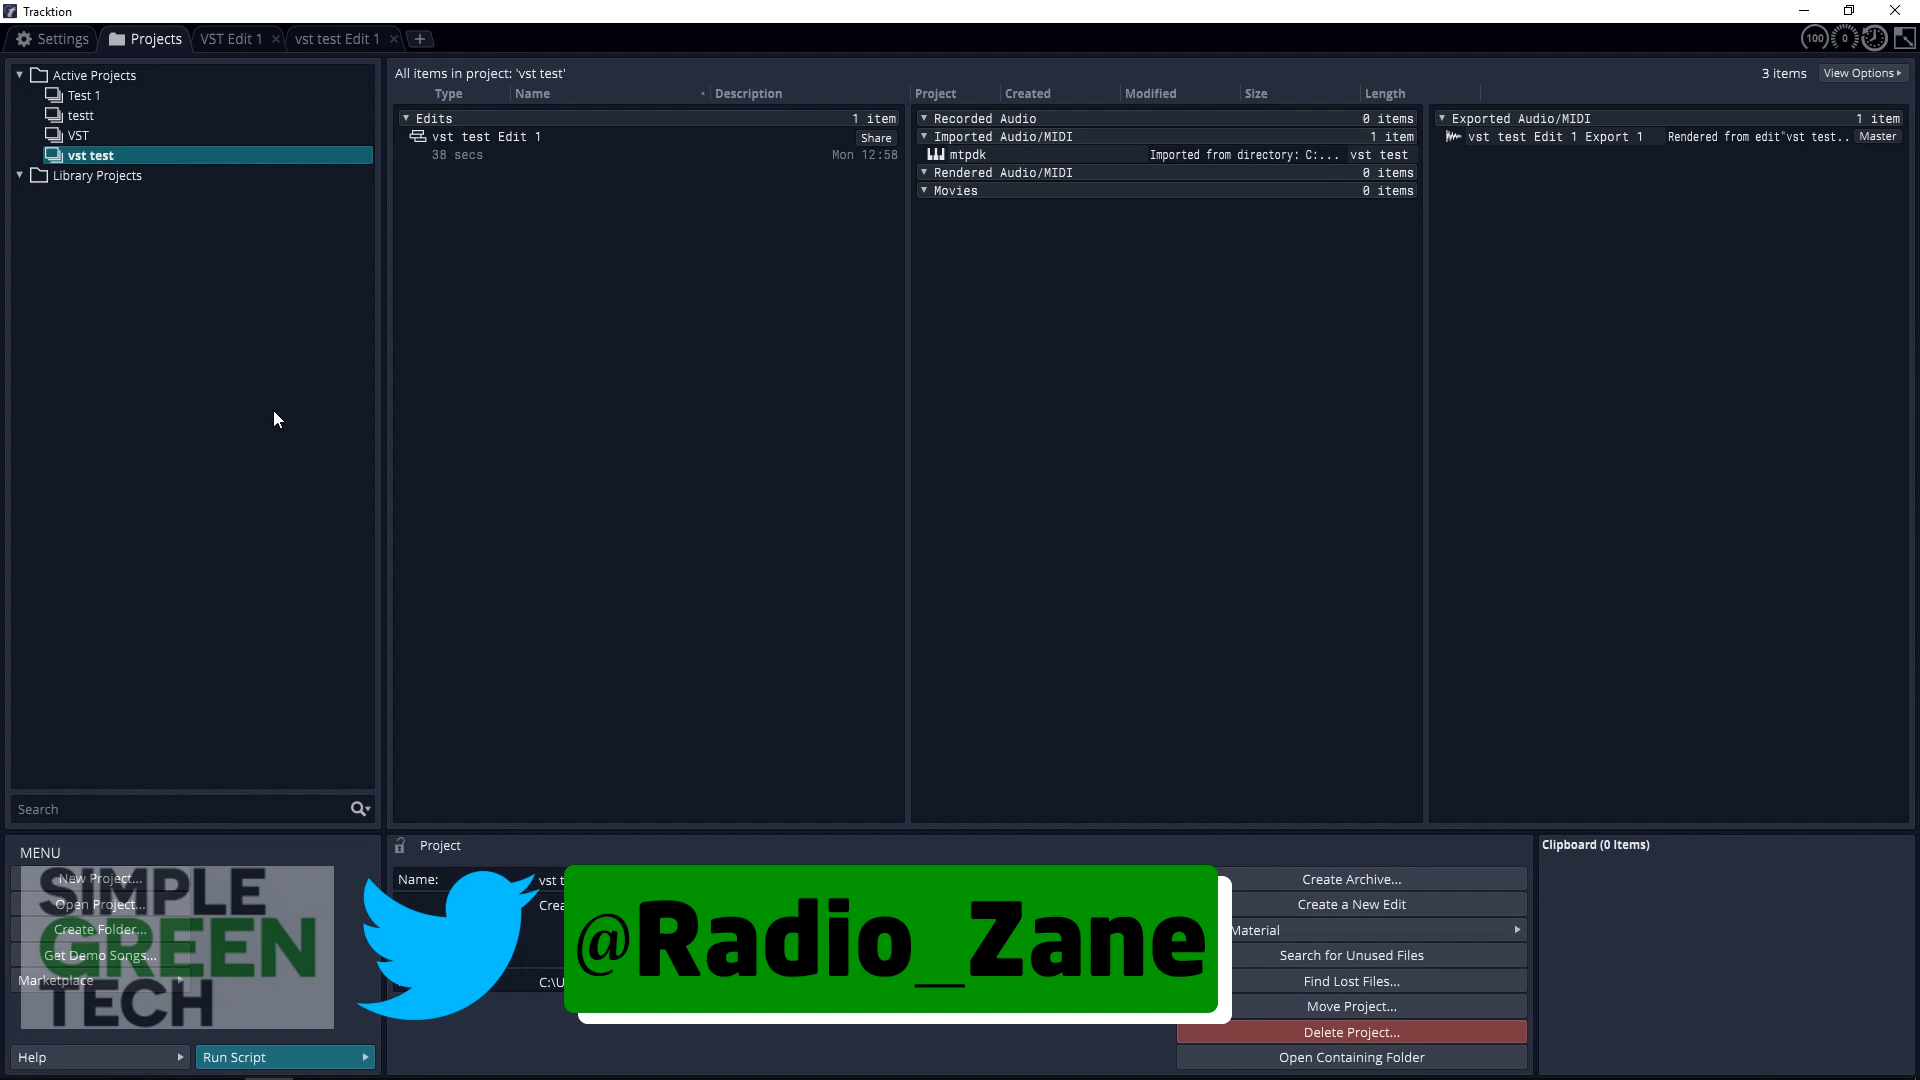 Tracktion
Settings
Projects
VST Edit 1
vst test Edit 1
100
0
Active Projects
Test 1
testt
VST
vst test
Library Projects
All items in project: 'vst test'
3 items
View Options
Type
Name
Description
Project
Created
Modified
Size
Length
Edits
1 item
vst test Edit 1
Share
38 secs
Mon 12:58
Recorded Audio
0 items
Imported Audio/MIDI
1 item
mtpdk
Imported from directory: C:...
vst test
Rendered Audio/MIDI
0 items
Movies
0 items
Exported Audio/MIDI
1 item
vst test Edit 1 Export 1
Rendered from edit"vst test..
Master
Search
MENU
New Project...
Open Project...
Create Folder...
Get Demo Songs...
Marketplace
SIMPLE
GREEN
TECH
Help
Run Script
Project
Name:
vst t
Crea
C:\U
@Radio_Zane
Create Archive...
Create a New Edit
Material
Search for Unused Files
Find Lost Files...
Move Project...
Delete Project...
Open Containing Folder
Clipboard (0 Items)